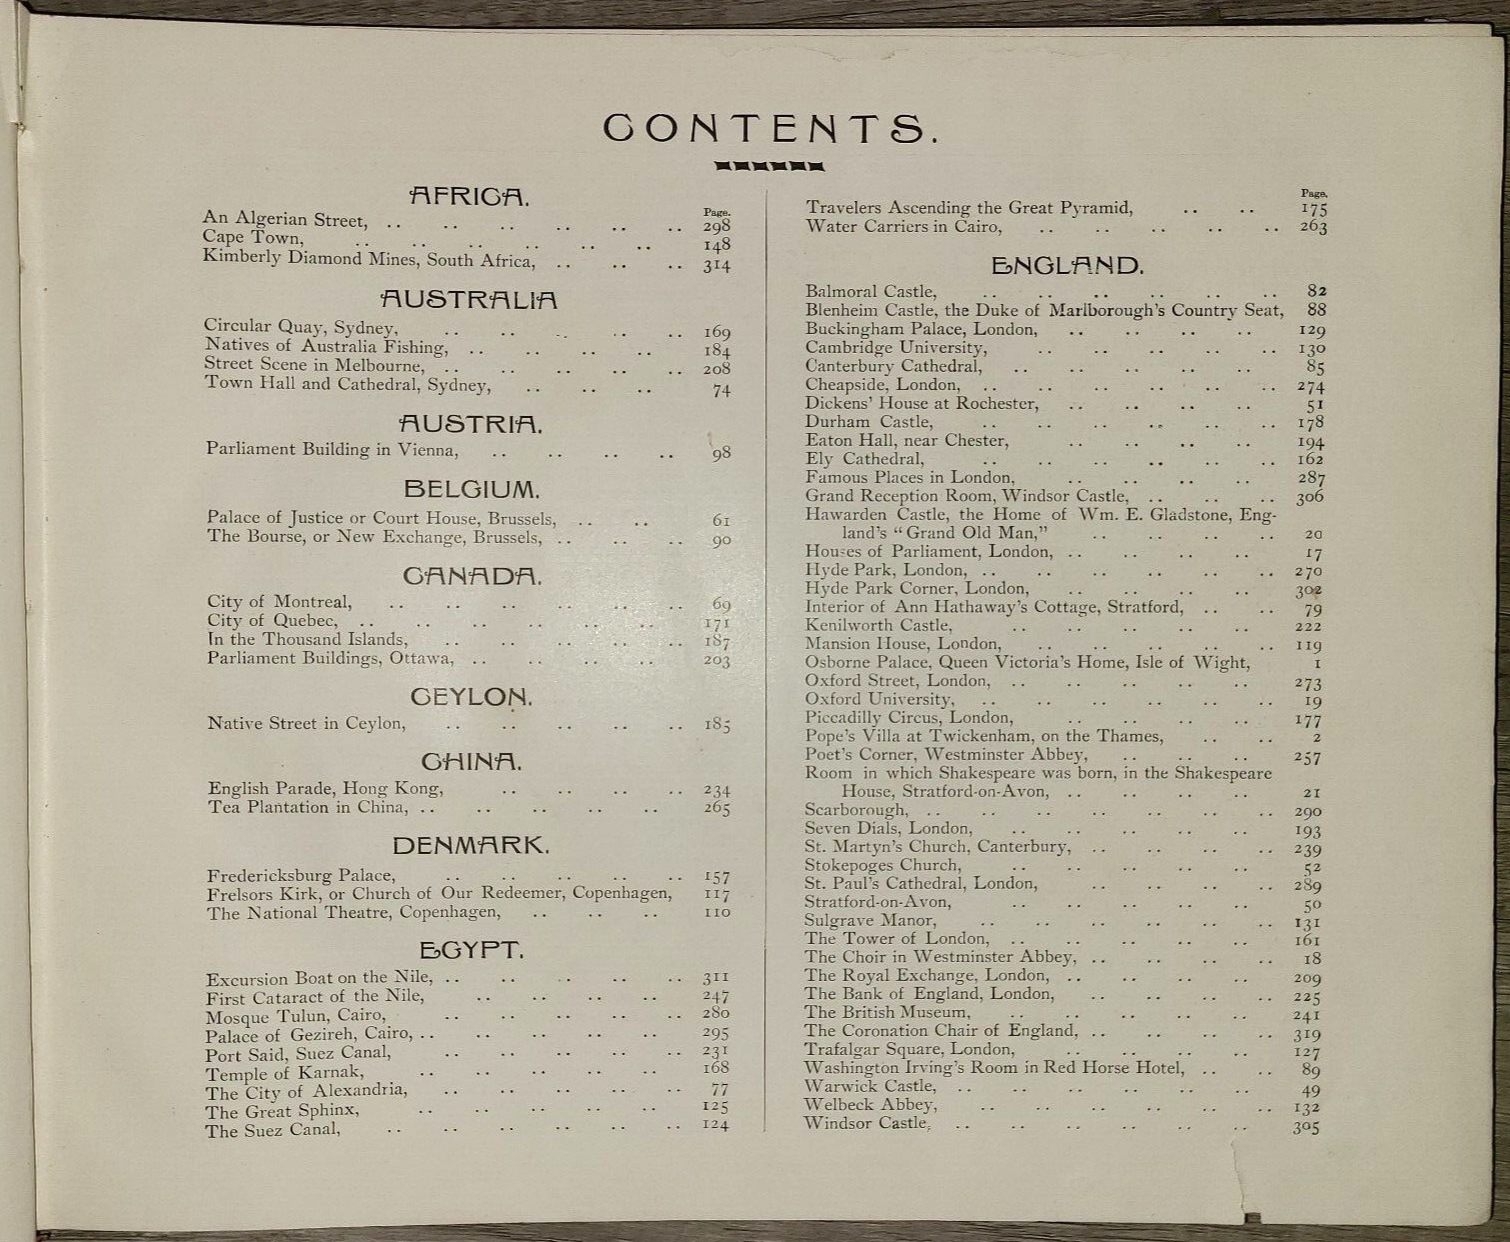 CONTENTS.
AFRICA.
Page.
An Algerian Street, .. .. .. .. .. .. 298
Cape Town, .. .. .. .. .. .. 148
Kimberly Diamond Mines, South Africa, .. .. .. 314
AUSTRALIA
Circular Quay, Sydney, .. .. .. .. .. 169
Natives of Australia Fishing, .. .. .. .. 184
Street Scene in Melbourne, .. .. .. .. .. 208
Town Hall and Cathedral, Sydney, .. .. .. 74
AUSTRIA.
Parliament Building in Vienna, .. .. .. .. 98
BELGIUM.
Palace of Justice or Court House, Brussels, .. .. 61
The Bourse, or New Exchange, Brussels, .. .. .. 90
CANADA.
City of Montreal, .. .. .. .. .. .. 69
City of Quebec, .. .. .. .. .. .. 171
In the Thousand Islands, .. .. .. .. .. 187
Parliament Buildings, Ottawa, .. .. .. .. 203
CEYLON.
Native Street in Ceylon, .. .. .. .. .. 185
CHINA.
English Parade, Hong Kong, .. .. .. .. 234
Tea Plantation in China, .. .. .. .. .. 265
DENMARK.
Fredericksburg Palace, .. .. .. .. .. 157
Frelsors Kirk, or Church of Our Redeemer, Copenhagen, 117
The National Theatre, Copenhagen, .. .. .. 110
EGYPT.
Excursion Boat on the Nile, .. .. .. .. .. 311
First Cataract of the Nile, .. .. .. .. 247
Mosque Tulun, Cairo, .. .. .. .. .. 280
Palace of Gezireh, Cairo, .. .. .. .. .. 295
Port Said, Suez Canal, .. .. .. .. .. 231
Temple of Karnak, .. .. .. .. .. 168
The City of Alexandria, .. .. .. .. .. 77
The Great Sphinx, .. .. .. .. .. 125
The Suez Canal, .. .. .. .. .. .. 124
Page.
Travelers Ascending the Great Pyramid, .. .. 175
Water Carriers in Cairo, .. .. .. .. .. 263
ENGLAND.
Balmoral Castle, .. .. .. .. .. .. 82
Blenheim Castle, the Duke of Marlborough's Country Seat, 88
Buckingham Palace, London, .. .. .. .. 129
Cambridge University, .. .. .. .. .. 130
Canterbury Cathedral, .. .. .. .. .. 85
Cheapside, London, .. .. .. .. .. .. 274
Dickens' House at Rochester, .. .. .. .. 51
Durham Castle, .. .. .. .. .. .. 178
Eaton Hall, near Chester, .. .. .. .. 194
Ely Cathedral, .. .. .. .. .. .. 162
Famous Places in London, .. .. .. .. 287
Grand Reception Room, Windsor Castle, .. .. .. 306
Hawarden Castle, the Home of Wm. E. Gladstone, Eng-
land's "Grand Old Man," .. .. .. .. 20
Houses of Parliament, London, .. .. .. .. 17
Hyde Park, London, .. .. .. .. .. .. 270
Hyde Park Corner, London, .. .. .. .. 302
Interior of Ann Hathaway's Cottage, Stratford, .. .. 79
Kenilworth Castle, .. .. .. .. .. 222
Mansion House, London, .. .. .. .. .. 119
Osborne Palace, Queen Victoria's Home, Isle of Wight, 1
Oxford Street, London, .. .. .. .. .. 273
Oxford University, .. .. .. .. .. .. 19
Piccadilly Circus, London, .. .. .. .. 177
Pope's Villa at Twickenham, on the Thames, .. .. 2
Poet's Corner, Westminster Abbey, .. .. .. 257
Room in which Shakespeare was born, in the Shakespeare
House, Stratford-on-Avon, .. .. .. .. 21
Scarborough, .. .. .. .. .. .. .. 290
Seven Dials, London, .. .. .. .. .. 193
St. Martyn's Church, Canterbury, .. .. .. .. 239
Stokepoges Church, .. .. .. .. .. 52
St. Paul's Cathedral, London, .. .. .. .. 289
Stratford-on-Avon, .. .. .. .. .. 50
Sulgrave Manor, .. .. .. .. .. .. 131
The Tower of London, .. .. .. .. .. 161
The Choir in Westminster Abbey, .. .. .. .. 18
The Royal Exchange, London, .. .. .. .. 209
The Bank of England, London, .. .. .. .. 225
The British Museum, .. .. .. .. .. 241
The Coronation Chair of England, .. .. .. .. 319
Trafalgar Square, London, .. .. .. .. 127
Washington Irving's Room in Red Horse Hotel, .. .. 89
Warwick Castle, .. .. .. .. .. .. 49
Welbeck Abbey, .. .. .. .. .. .. 132
Windsor Castle, .. .. .. .. .. .. 305